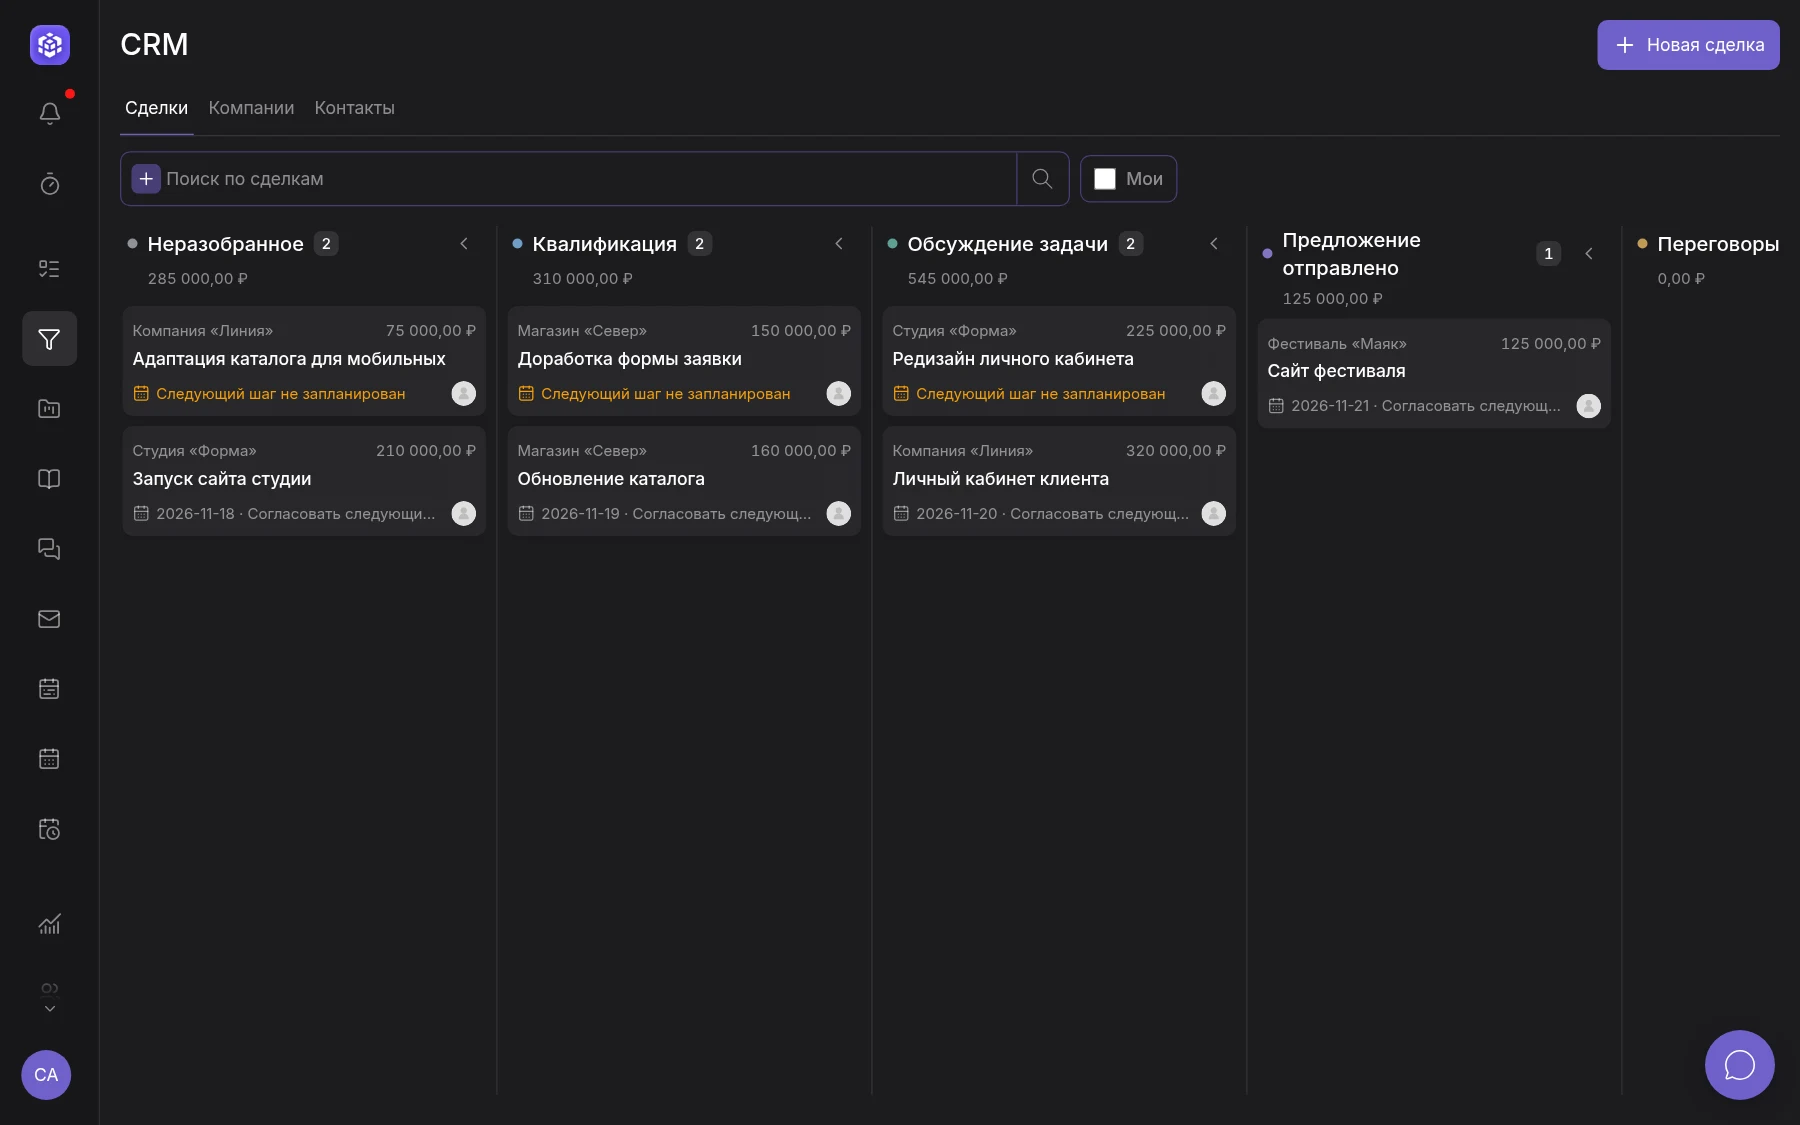 CRM
Новая сделка
Сделки
Компании
Контакты
Поиск по сделкам
Мои
Неразобранное 2
285 000,00 ₽
Компания «Линия» 75 000,00 ₽
Адаптация каталога для мобильных
Следующий шаг не запланирован
Студия «Форма» 210 000,00 ₽
Запуск сайта студии
2026-11-18 · Согласовать следующи...
Квалификация 2
310 000,00 ₽
Магазин «Север» 150 000,00 ₽
Доработка формы заявки
Следующий шаг не запланирован
Магазин «Север» 160 000,00 ₽
Обновление каталога
2026-11-19 · Согласовать следующ...
Обсуждение задачи 2
545 000,00 ₽
Студия «Форма» 225 000,00 ₽
Редизайн личного кабинета
Следующий шаг не запланирован
Компания «Линия» 320 000,00 ₽
Личный кабинет клиента
2026-11-20 · Согласовать следующ...
Предложение
отправлено 1
125 000,00 ₽
Фестиваль «Маяк» 125 000,00 ₽
Сайт фестиваля
2026-11-21 · Согласовать следующ...
Переговоры
0,00 ₽
CA